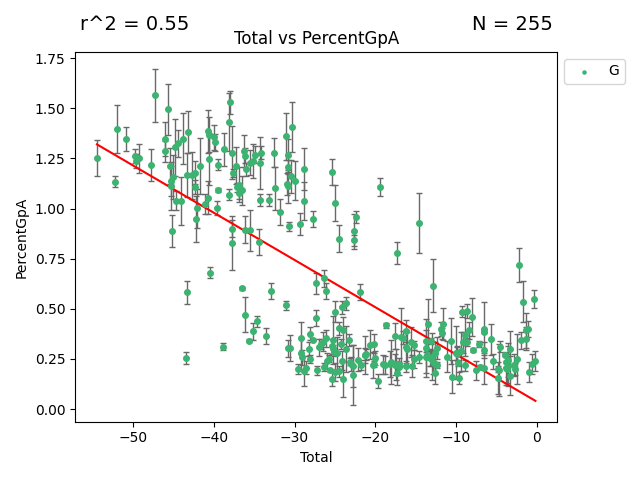 r^2 = 0.55 N = 255
Total vs PercentGpA
G
1.75
1.50
1.25
1.00
0.75
0.50
0.25
0.00
PercentGpA
−50 −40 −30 −20 −10 0
Total